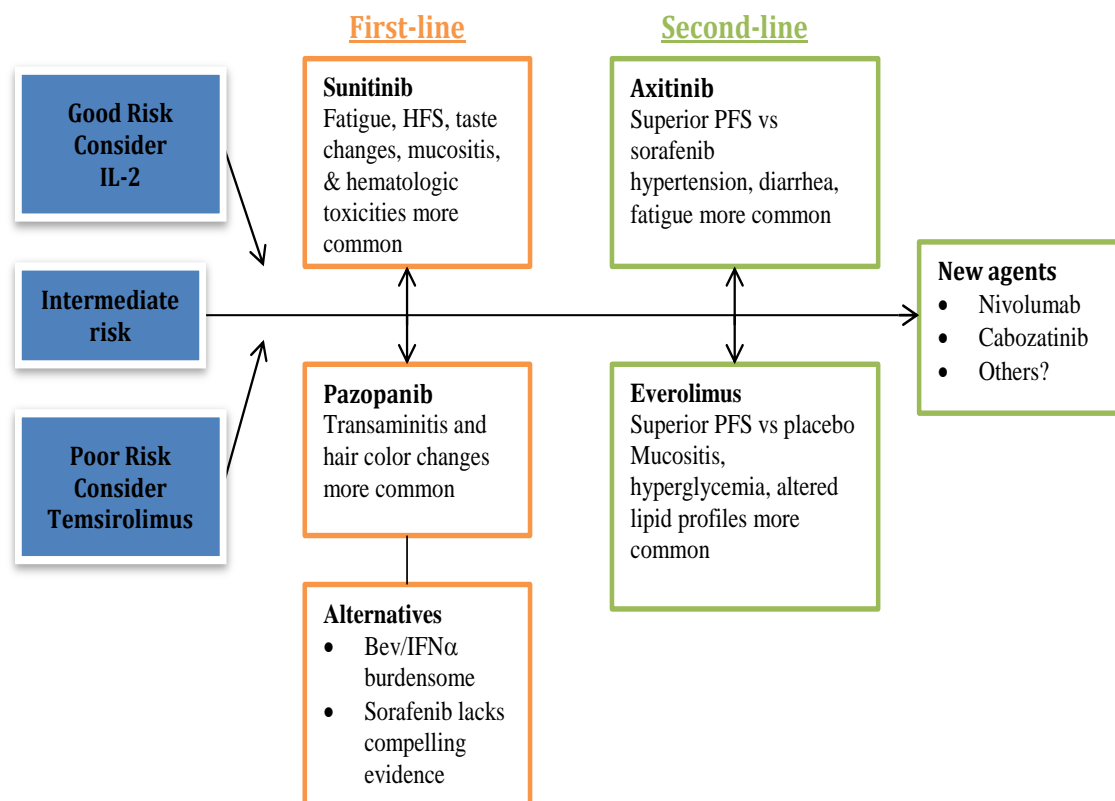 First-line
Second-line
Good Risk
Consider
IL-2
Intermediate
risk
Poor Risk
Consider
Temsirolimus
Sunitinib
Fatigue, HFS, taste
changes, mucositis,
& hematologic
toxicities more
common
Pazopanib
Transaminitis and
hair color changes
more common
Alternatives
• Bev/IFNα
burdensome
• Sorafenib lacks
compelling
evidence
Axitinib
Superior PFS vs
sorafenib
hypertension, diarrhea,
fatigue more common
Everolimus
Superior PFS vs placebo
Mucositis,
hyperglycemia, altered
lipid profiles more
common
New agents
• Nivolumab
• Cabozatinib
• Others?